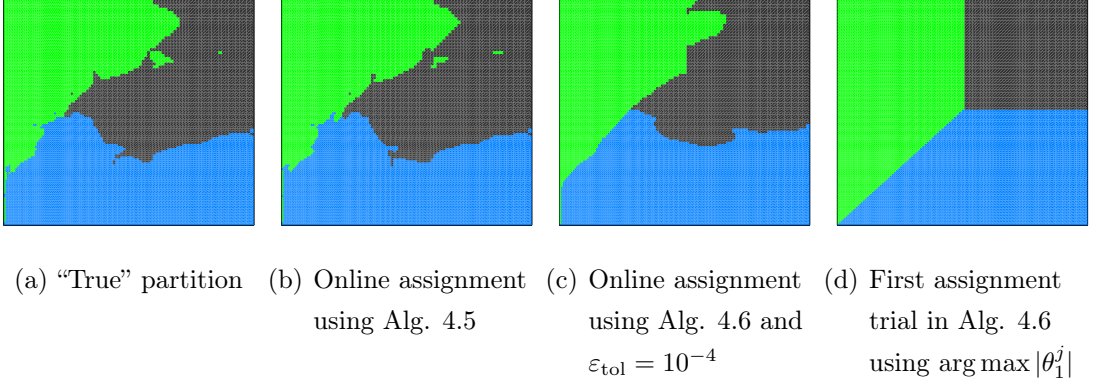 (a) “True” partition
(b) Online assignment
using Alg. 4.5
(c) Online assignment
using Alg. 4.6 and
ε_tol = 10^−4
(d) First assignment
trial in Alg. 4.6
using arg max |θ_1^j|